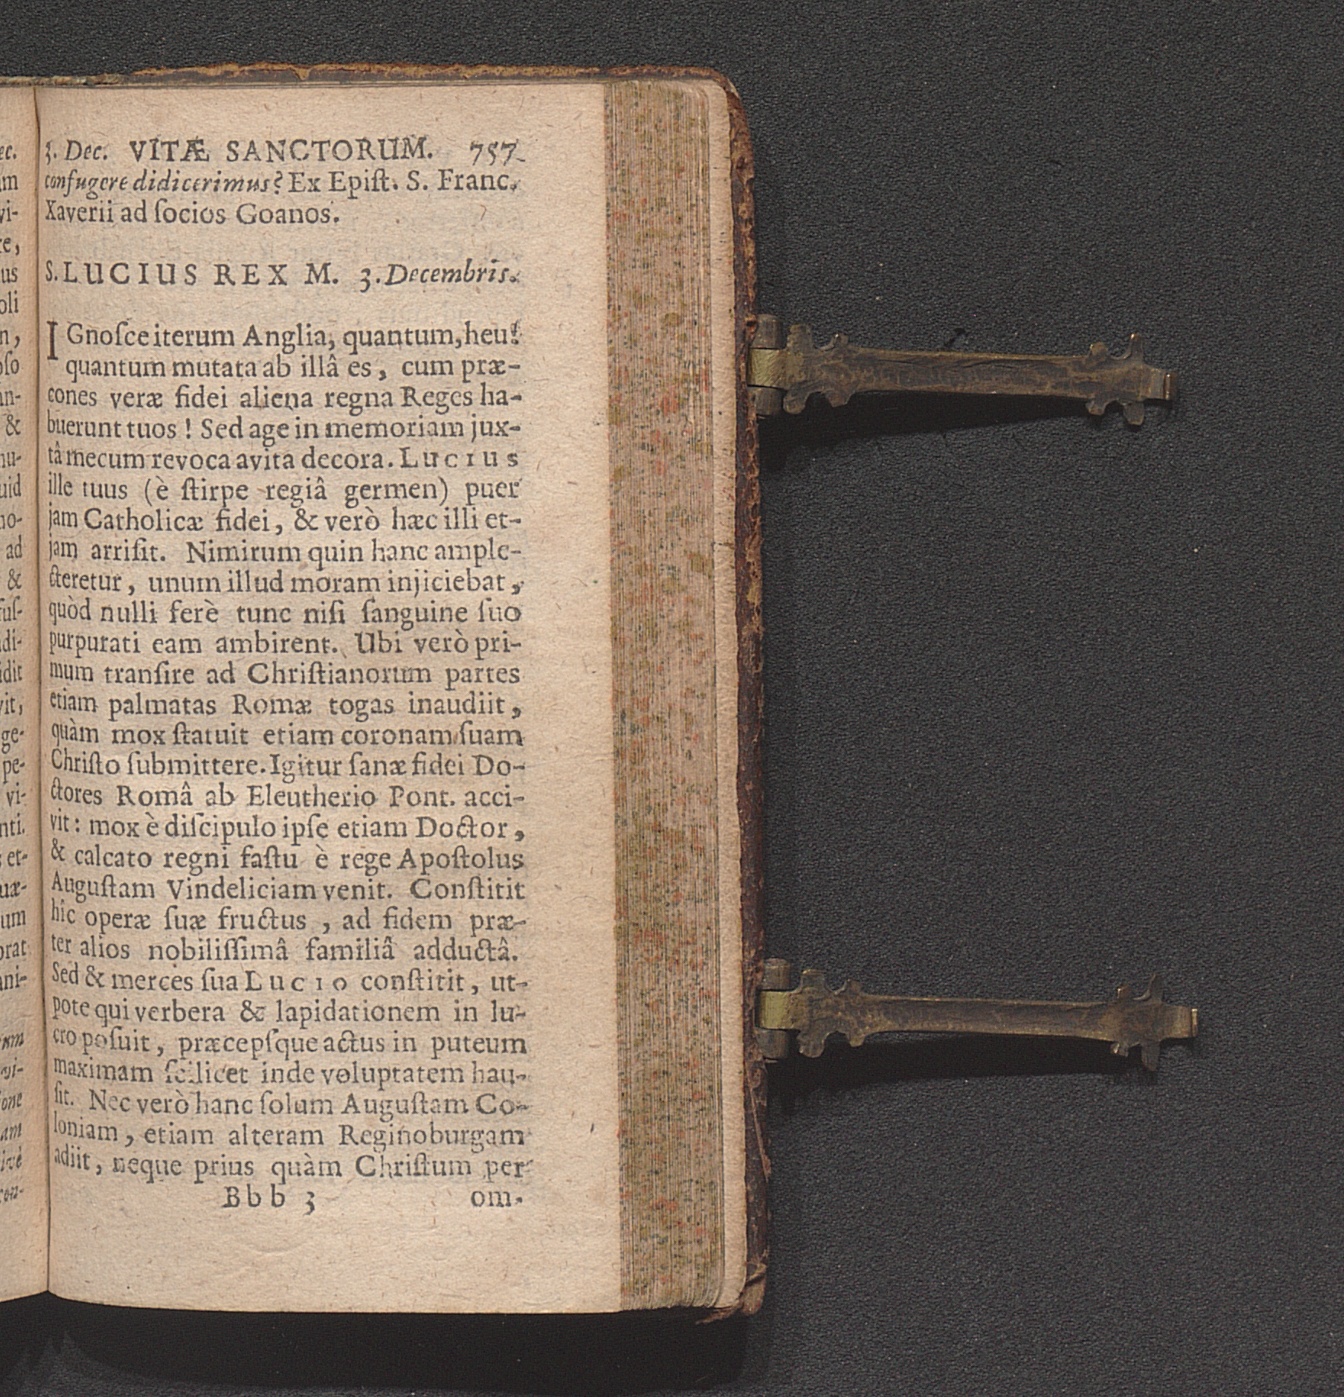 3. Dec. VITÆ SANCTORUM. 757
confugere didicerimus? Ex Epiſt. S. Franc.
Xaverii ad ſocios Goanos.
S. LUCIUS REX M. 3. Decembris.
IGnoſce iterum Anglia, quantum, heu!
quantum mutata ab illâ es, cum præ-
cones veræ fidei aliena regna Reges ha-
buerunt tuos! Sed age in memoriam jux-
tâ mecum revoca avita decora. Lucius
ille tuus (è ſtirpe regiâ germen) puer
jam Catholicæ fidei, & verò hæc illi et-
jam arriſit. Nimirum quin hanc ample-
cteretur, unum illud moram injiciebat,
quòd nulli ferè tunc niſi ſanguine ſuo
purpurati eam ambirent. Ubi verò pri-
mum tranſire ad Chriſtianorum partes
etiam palmatas Romæ togas inaudiit,
quàm mox ſtatuit etiam coronam ſuam
Chriſto ſubmittere. Igitur ſanæ fidei Do-
ctores Româ ab Eleutherio Pont. acci-
vit: mox è diſcipulo ipſe etiam Doctor,
& calcato regni faſtu è rege Apoſtolus
Auguſtam Vindeliciam venit. Conſtitit
hîc operæ ſuæ fructus, ad fidem præ-
ter alios nobiliſſimâ familiâ adductâ.
Sed & merces ſua Lucio conſtitit, ut-
pote qui verbera & lapidationem in lu-
cro poſuit, præcepſque actus in puteum
maximam ſcilicet inde voluptatem hau-
ſit. Nec verò hanc ſolum Auguſtam Co-
loniam, etiam alteram Reginoburgam
adiit, neque prius quàm Chriſtum per
Bbb 3 om-